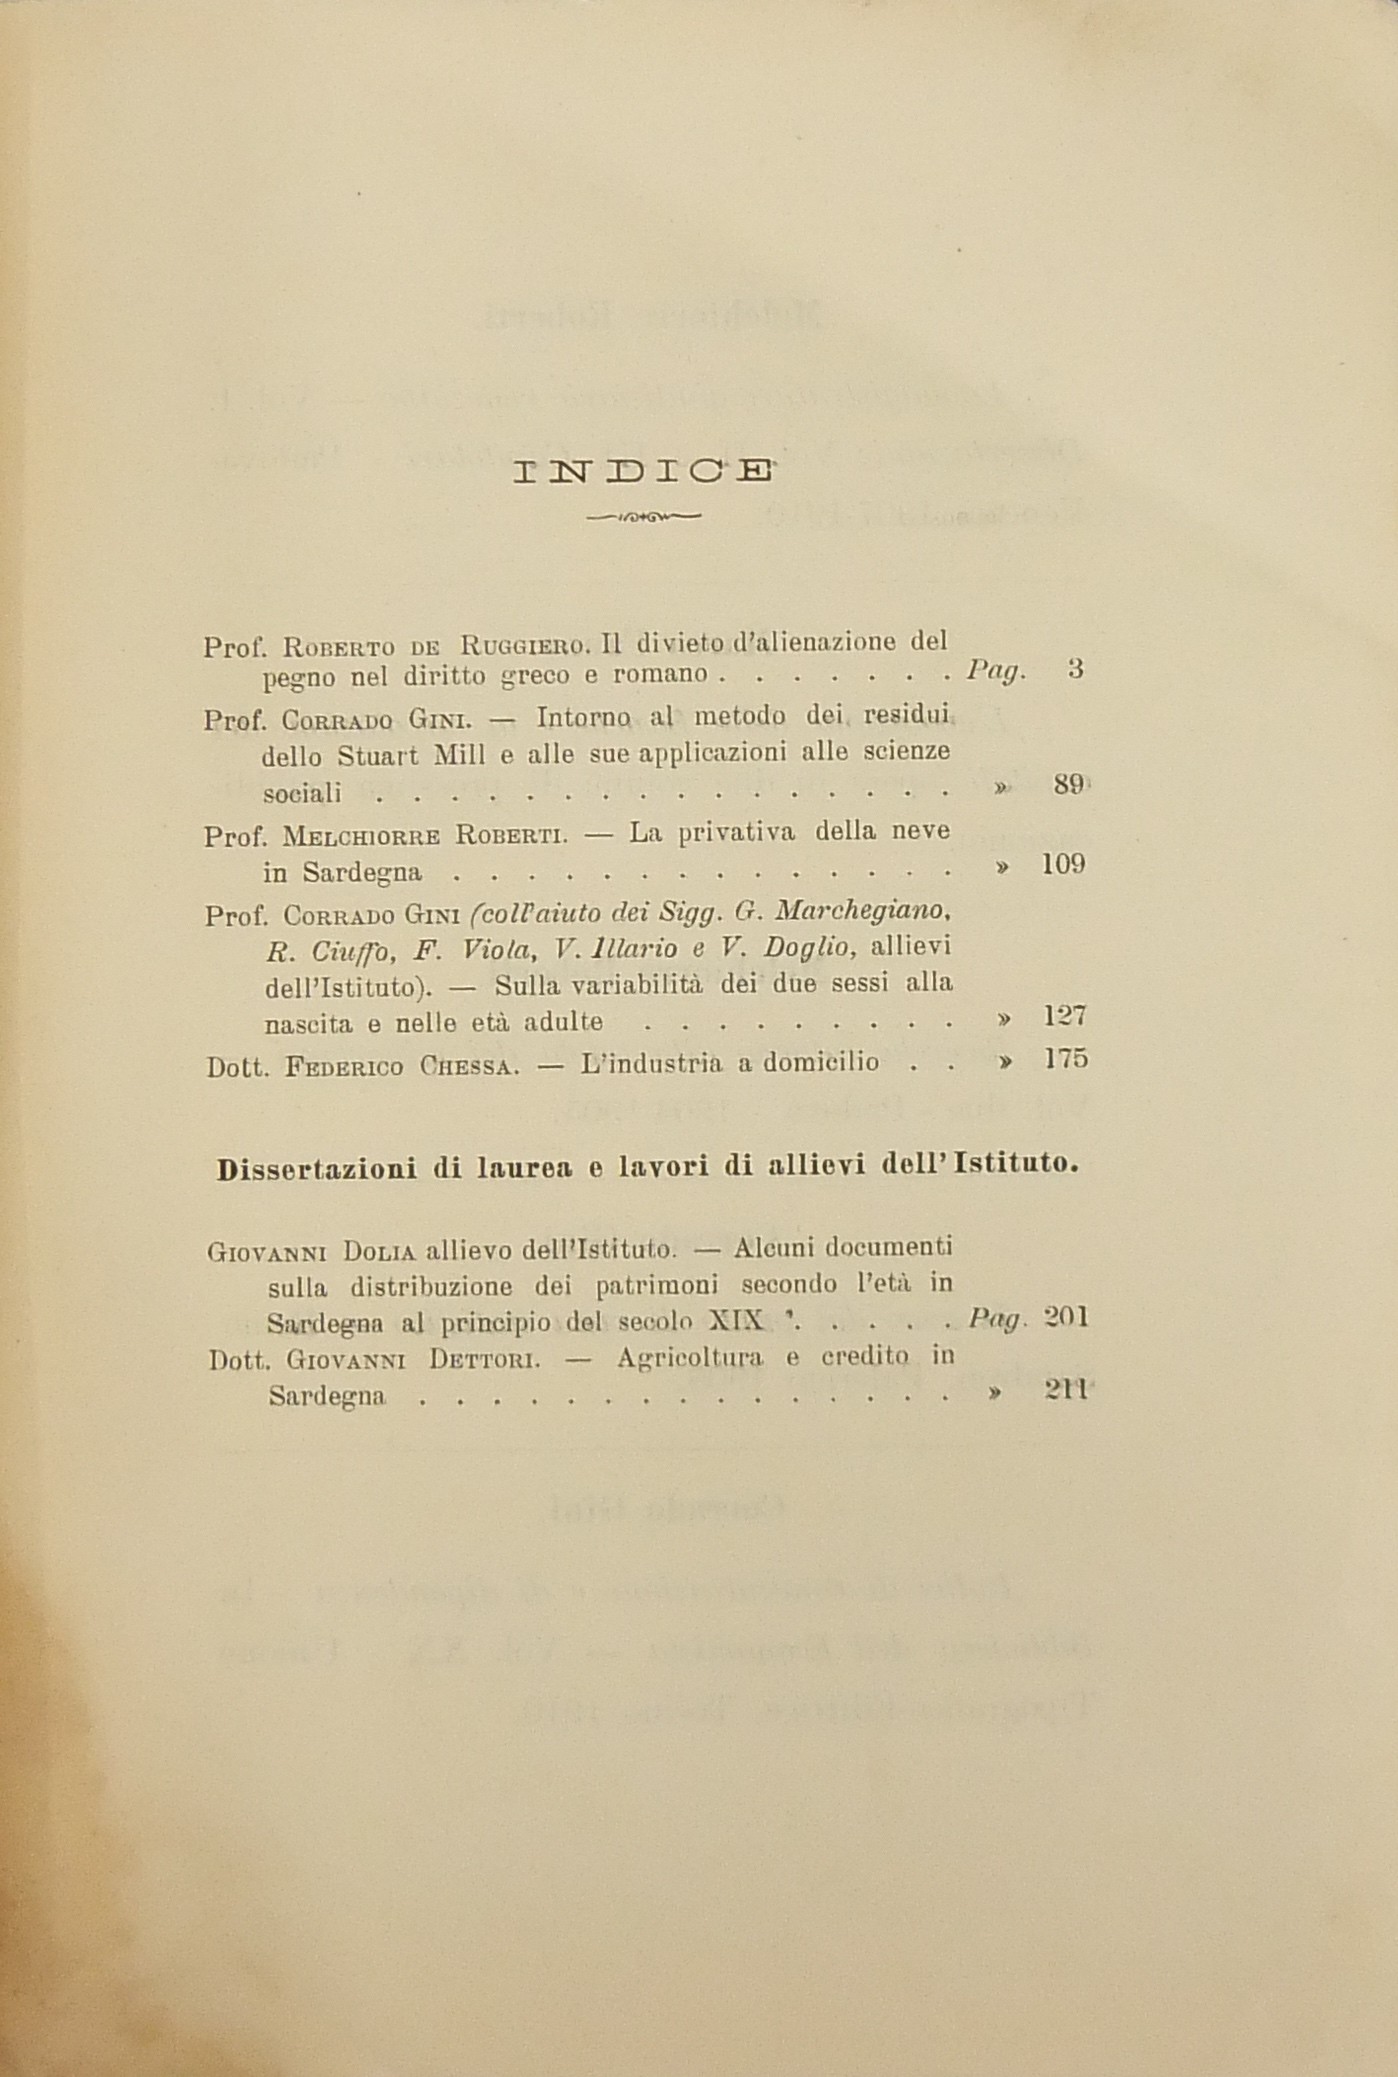 INDICE
Prof. Roberto de Ruggiero. Il divieto d'alienazione del
pegno nel diritto greco e romano . . . . . . . Pag. 3
Prof. Corrado Gini. — Intorno al metodo dei residui
dello Stuart Mill e alle sue applicazioni alle scienze
sociali . . . . . . . . . . . . . . . . » 89
Prof. Melchiorre Roberti. — La privativa della neve
in Sardegna . . . . . . . . . . . . . . » 109
Prof. Corrado Gini (coll'aiuto dei Sigg. G. Marchegiano,
R. Ciuffo, F. Viola, V. Illario e V. Doglio, allievi
dell'Istituto). — Sulla variabilità dei due sessi alla
nascita e nelle età adulte . . . . . . . . . » 127
Dott. Federico Chessa. — L'industria a domicilio . . » 175
Dissertazioni di laurea e lavori di allievi dell'Istituto.
Giovanni Dolia allievo dell'Istituto. — Alcuni documenti
sulla distribuzione dei patrimoni secondo l'età in
Sardegna al principio del secolo XIX . . . . . Pag. 201
Dott. Giovanni Dettori. — Agricoltura e credito in
Sardegna . . . . . . . . . . . . . . . » 211